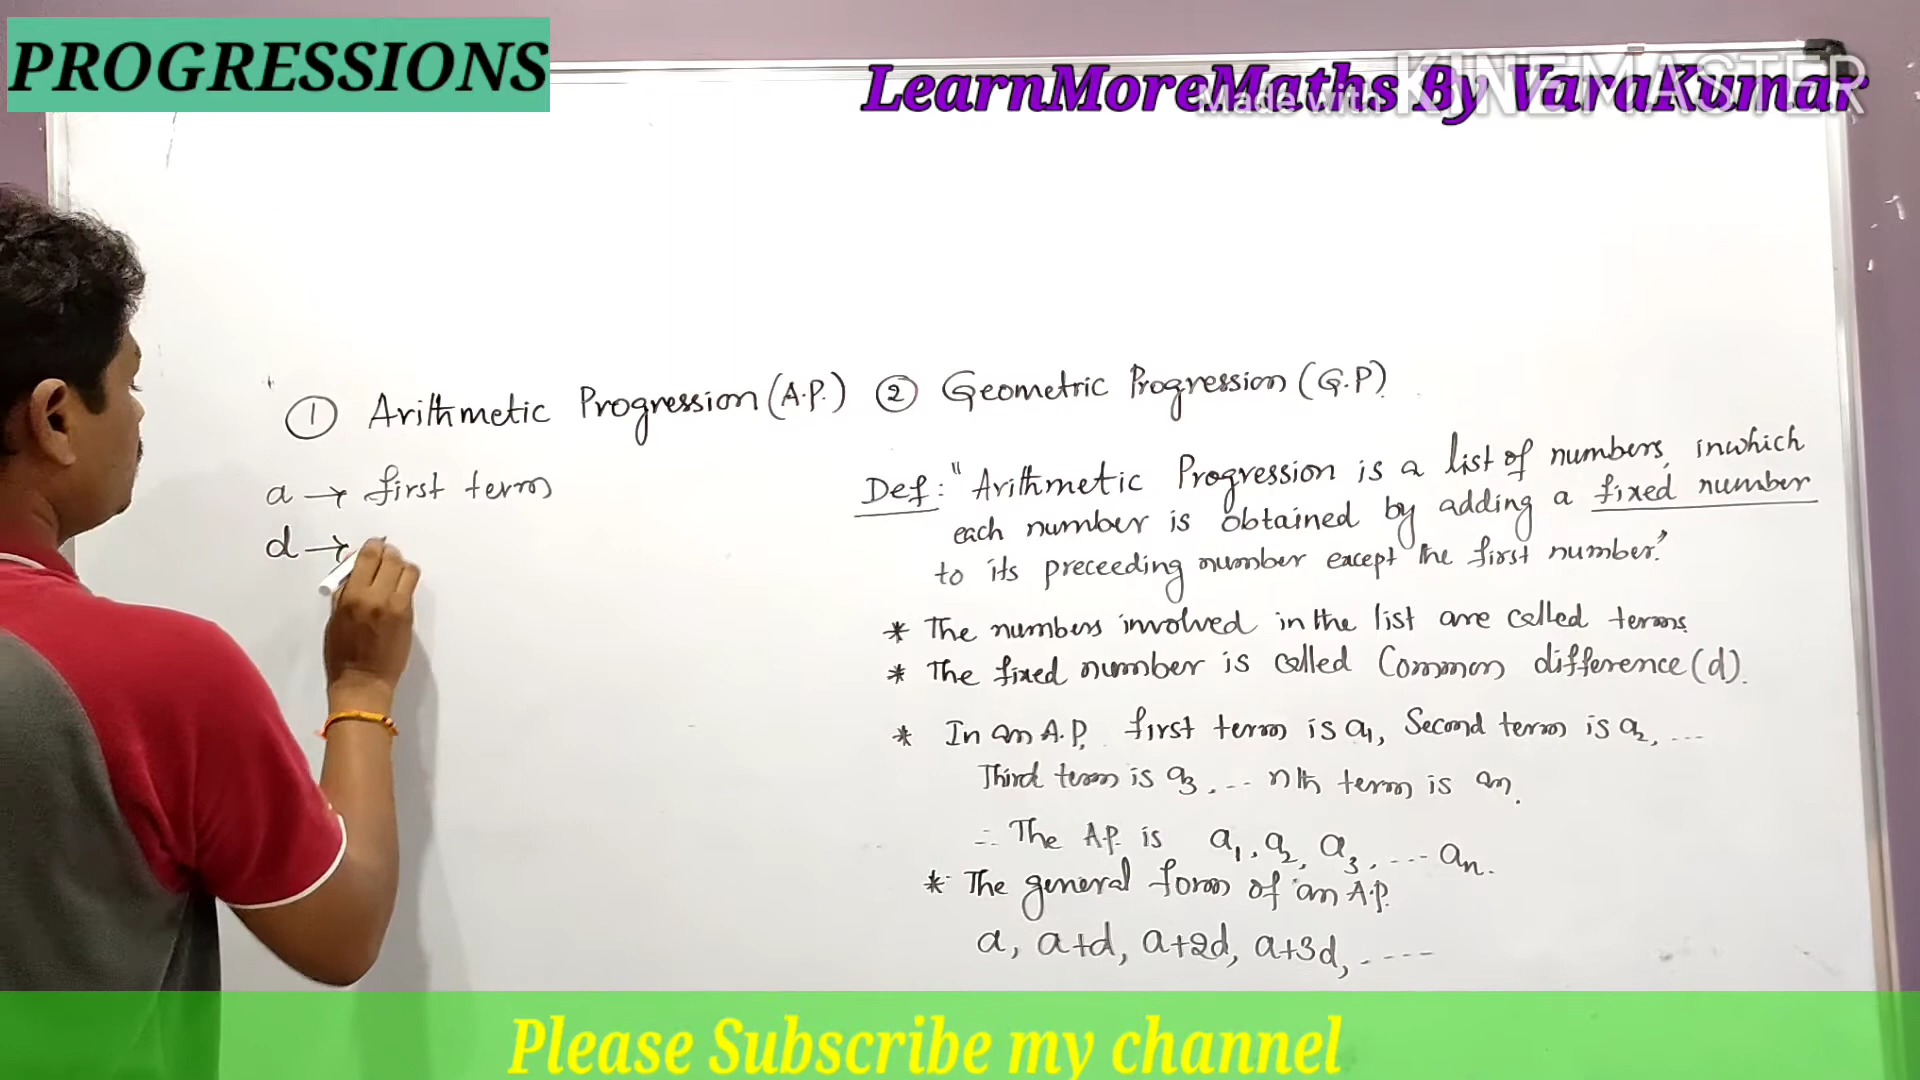 PROGRESSIONS
LearnMoreMaths By VaraKumar
Made with KINEMASTER
① Arithmetic Progression (A.P.) ② Geometric Progression (G.P).
a → first term
d →
Def: "Arithmetic Progression is a list of numbers, inwhich
each number is obtained by adding a fixed number
to its preceeding number except the first number."
* The numbers involved in the list are called terms.
* The fixed number is called Common difference (d).
* In an A.P, first term is a₁, Second term is a₂, ...
Third term is a₃, ... nth term is an.
∴ The A.P. is a₁, a₂, a₃, .... an.
* The general form of an A.P.
a, a+d, a+2d, a+3d, .....
Please Subscribe my channel